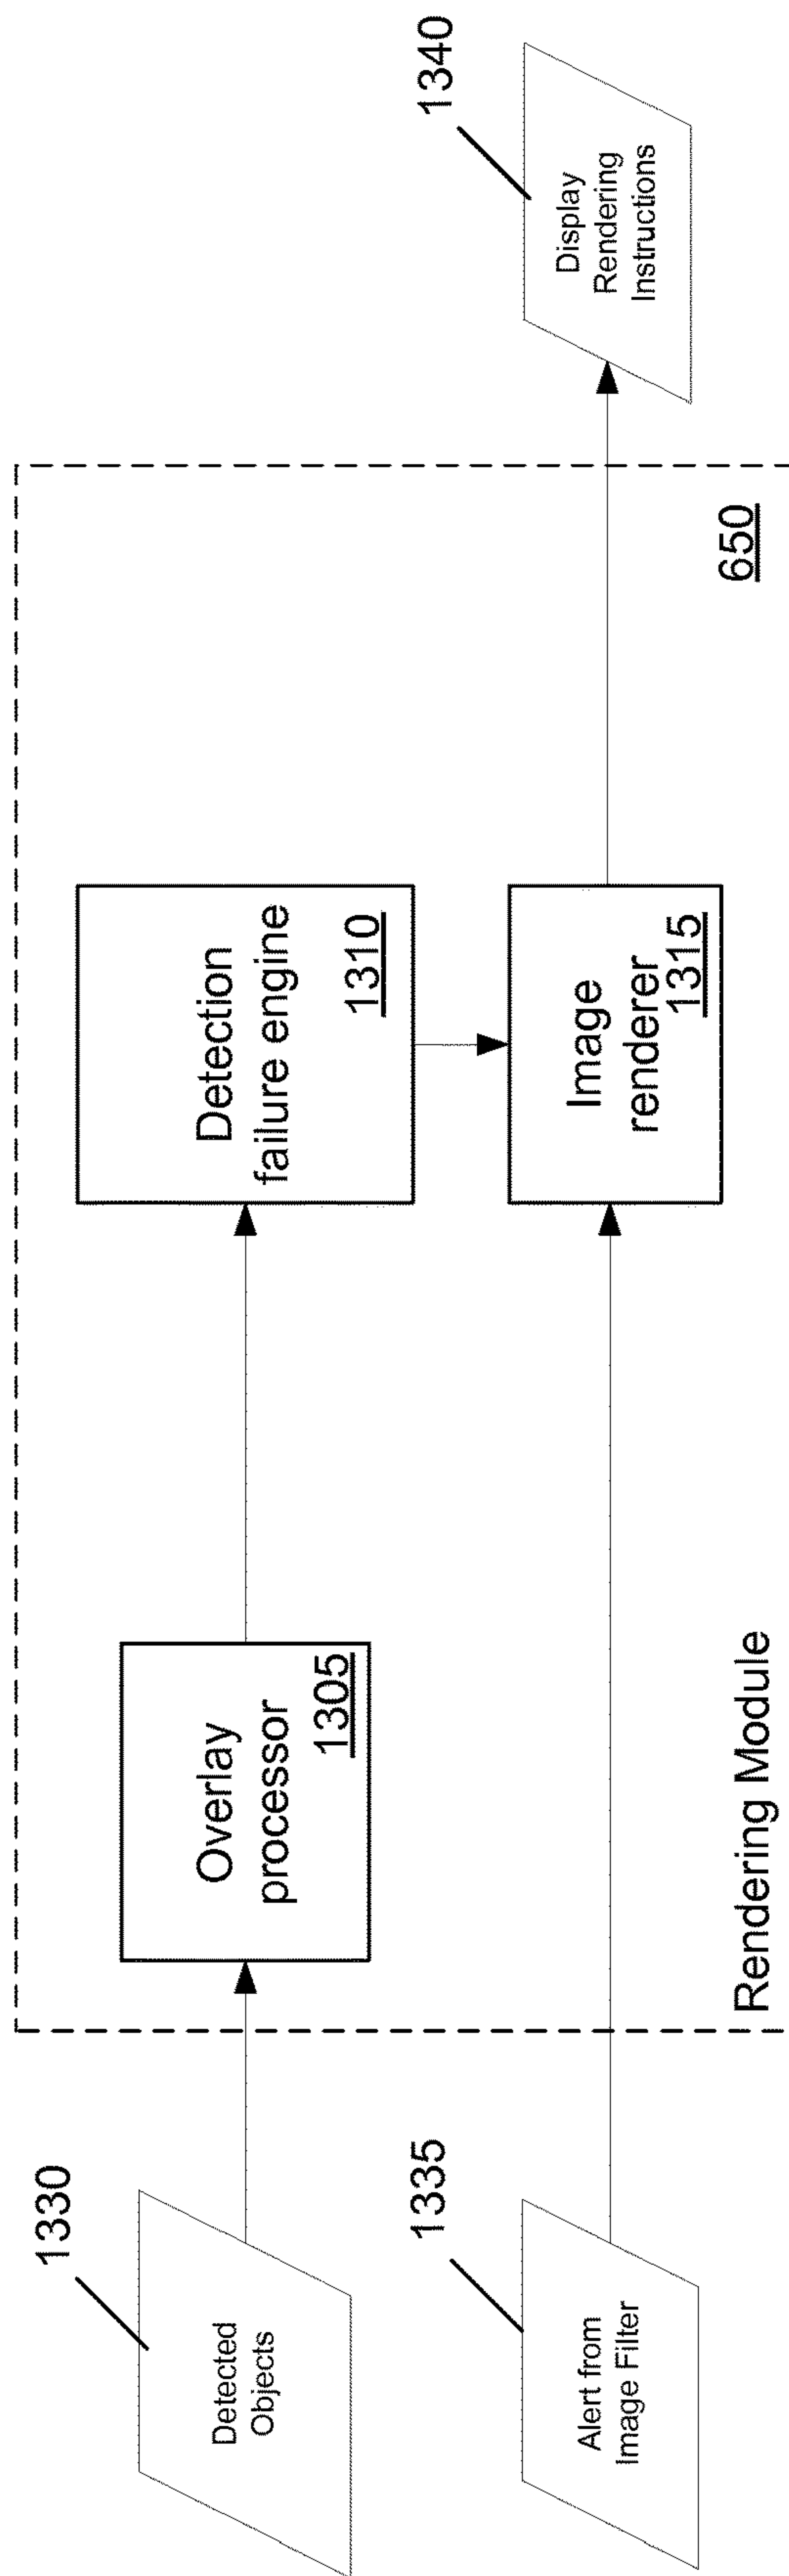 1330
Detected
Objects
1335
Alert from
Image Filter
Overlay
processor
1305
Detection
failure engine
1310
Image
renderer
1315
Rendering Module
650
1340
Display
Rendering
Instructions